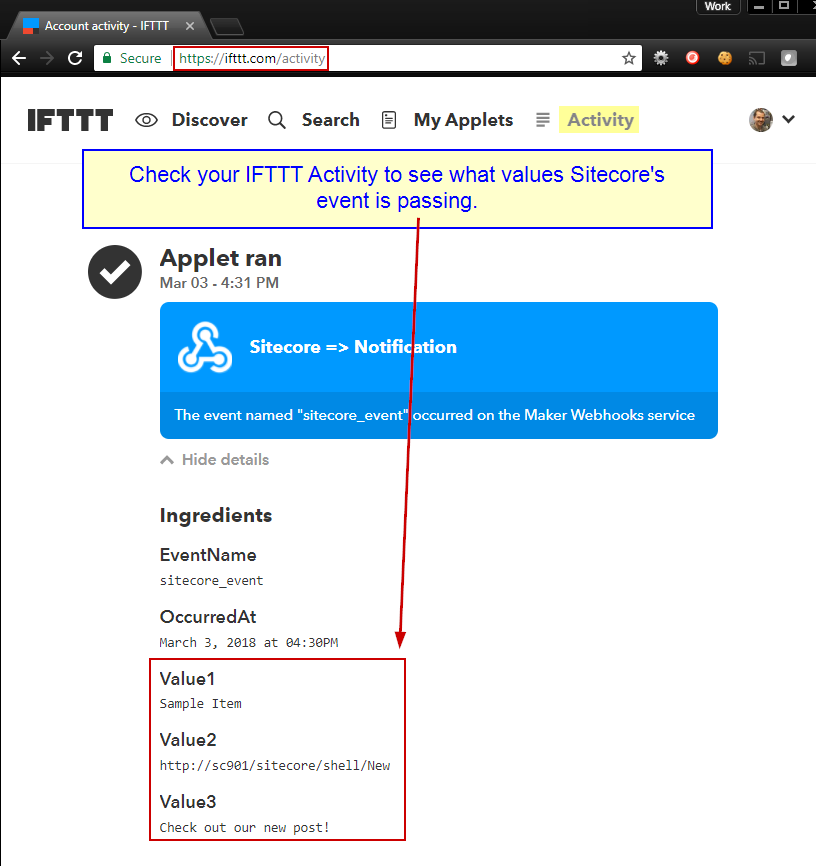 Work
Account activity - IFTTT
Secure https://ifttt.com/activity
IFTTT Discover Search My Applets Activity
Check your IFTTT Activity to see what values Sitecore's
event is passing.
Applet ran
Mar 03 - 4:31 PM
Sitecore => Notification
The event named "sitecore_event" occurred on the Maker Webhooks service
Hide details
Ingredients
EventName
sitecore_event
OccurredAt
March 3, 2018 at 04:30PM
Value1
Sample Item
Value2
http://sc901/sitecore/shell/New
Value3
Check out our new post!